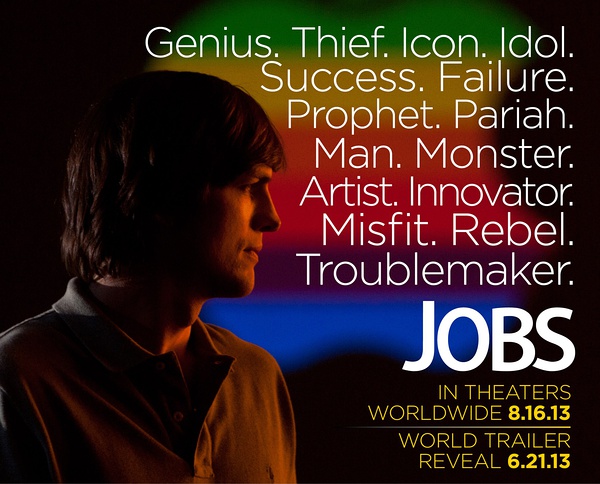 Genius. Thief. Icon. Idol.
Success. Failure.
Prophet. Pariah.
Man. Monster.
Artist. Innovator.
Misfit. Rebel.
Troublemaker.
JOBS
IN THEATERS
WORLDWIDE 8.16.13
WORLD TRAILER
REVEAL 6.21.13